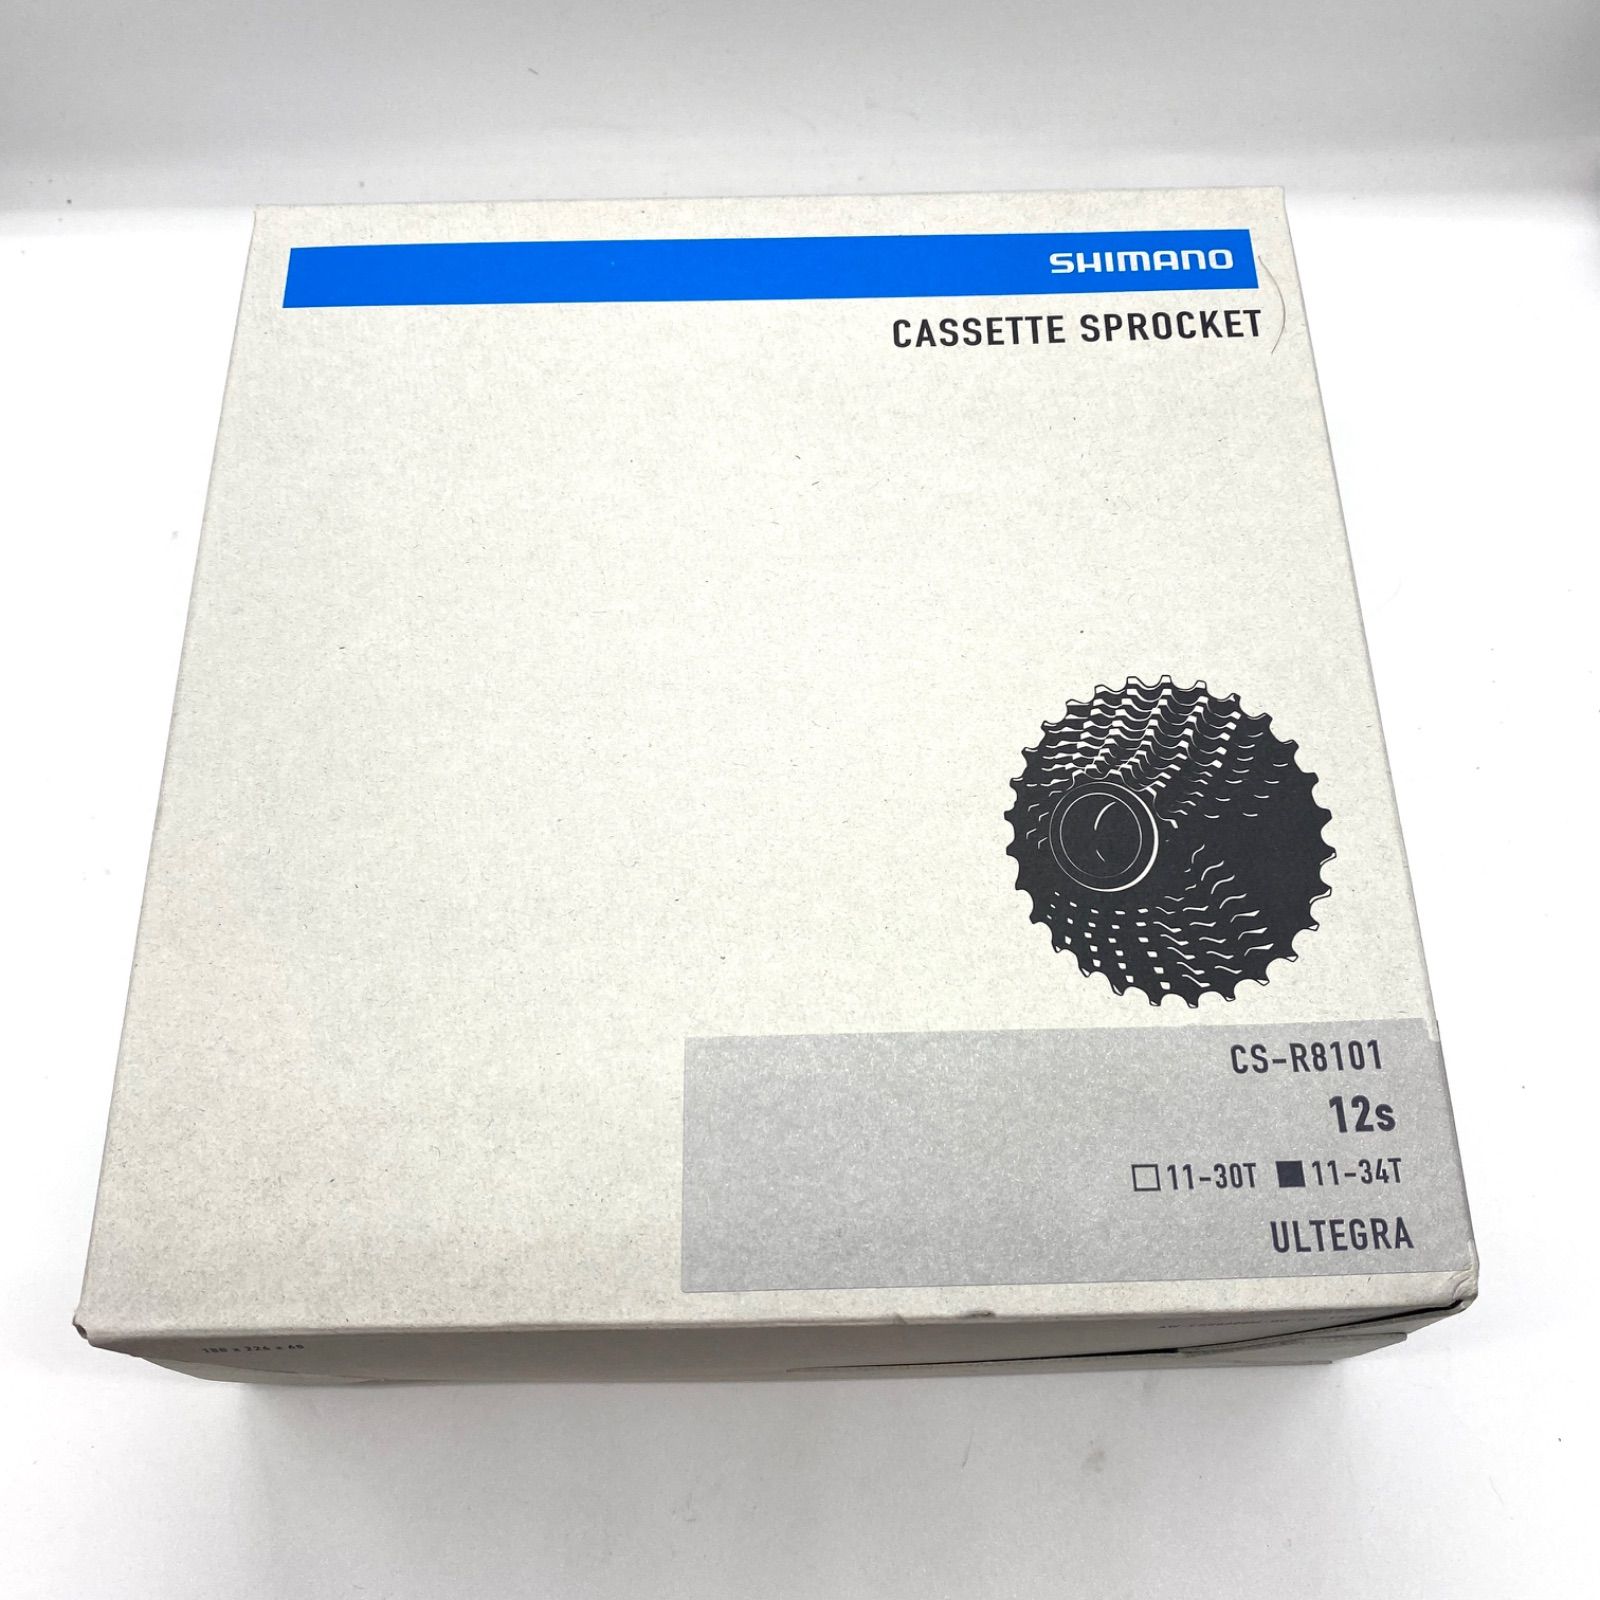 SHIMANO
CASSETTE SPROCKET
CS-R8101
12s
11-30T 11-34T
ULTEGRA